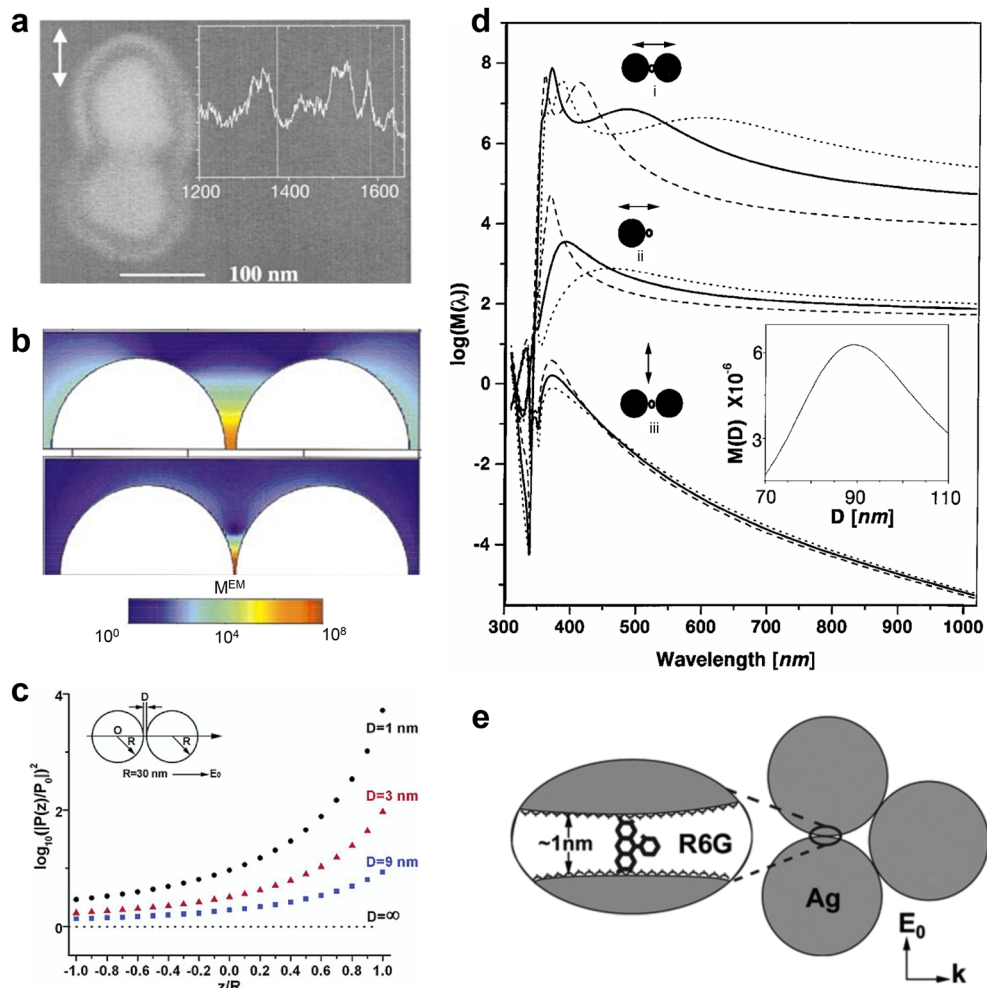 a
1200 1400 1600
100 nm
b
M^EM
10^0 10^4 10^8
c
D
O
R
R
R=30 nm
E_0
D=1 nm
D=3 nm
D=9 nm
D=∞
log_10(|P(z)/P_0|)^2
4
2
0
-1.0 -0.8 -0.6 -0.4 -0.2 0.0 0.2 0.4 0.6 0.8 1.0
z/R
d
i
ii
iii
log(M(λ))
8
6
4
2
0
-2
-4
300 400 500 600 700 800 900 1000
Wavelength [nm]
M(D) X10^-6
6
3
70 90 110
D [nm]
e
~1nm
R6G
Ag
E_0
k